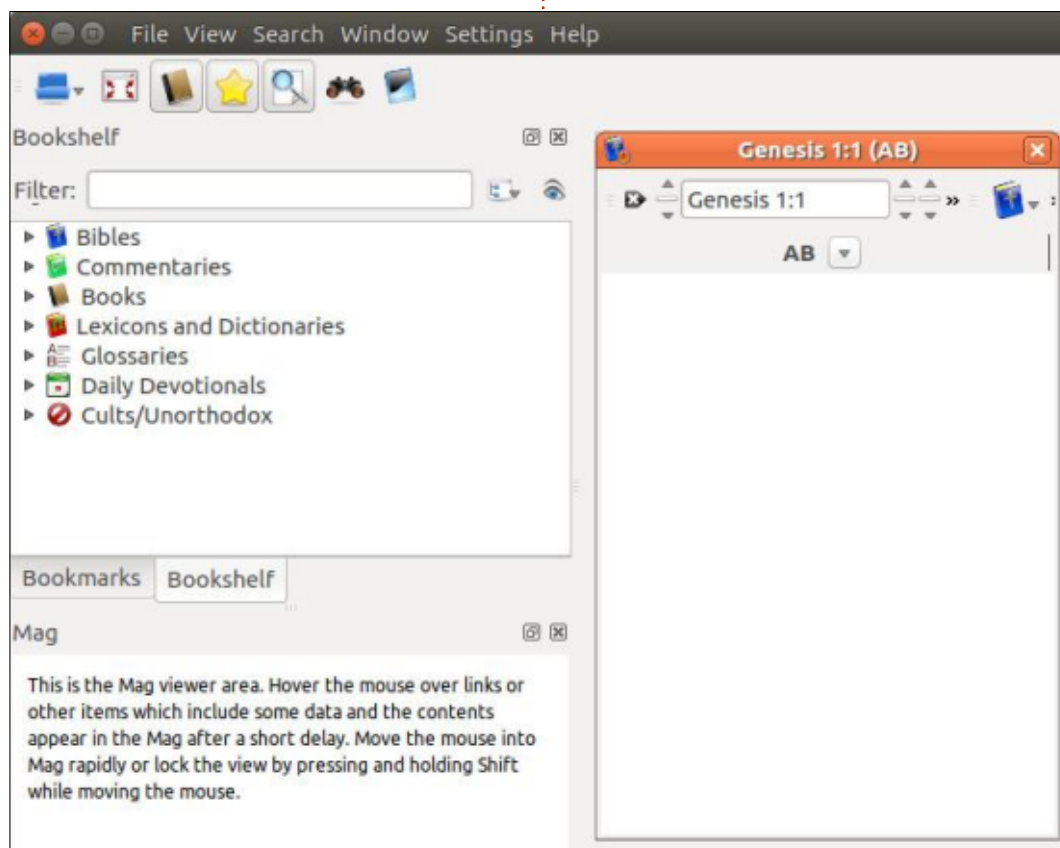 File View Search Window Settings Help
Bookshelf
Filter:
Bibles
Commentaries
Books
Lexicons and Dictionaries
Glossaries
Daily Devotionals
Cults/Unorthodox
Bookmarks Bookshelf
Mag
This is the Mag viewer area. Hover the mouse over links or
other items which include some data and the contents
appear in the Mag after a short delay. Move the mouse into
Mag rapidly or lock the view by pressing and holding Shift
while moving the mouse.
Genesis 1:1 (AB)
Genesis 1:1
AB